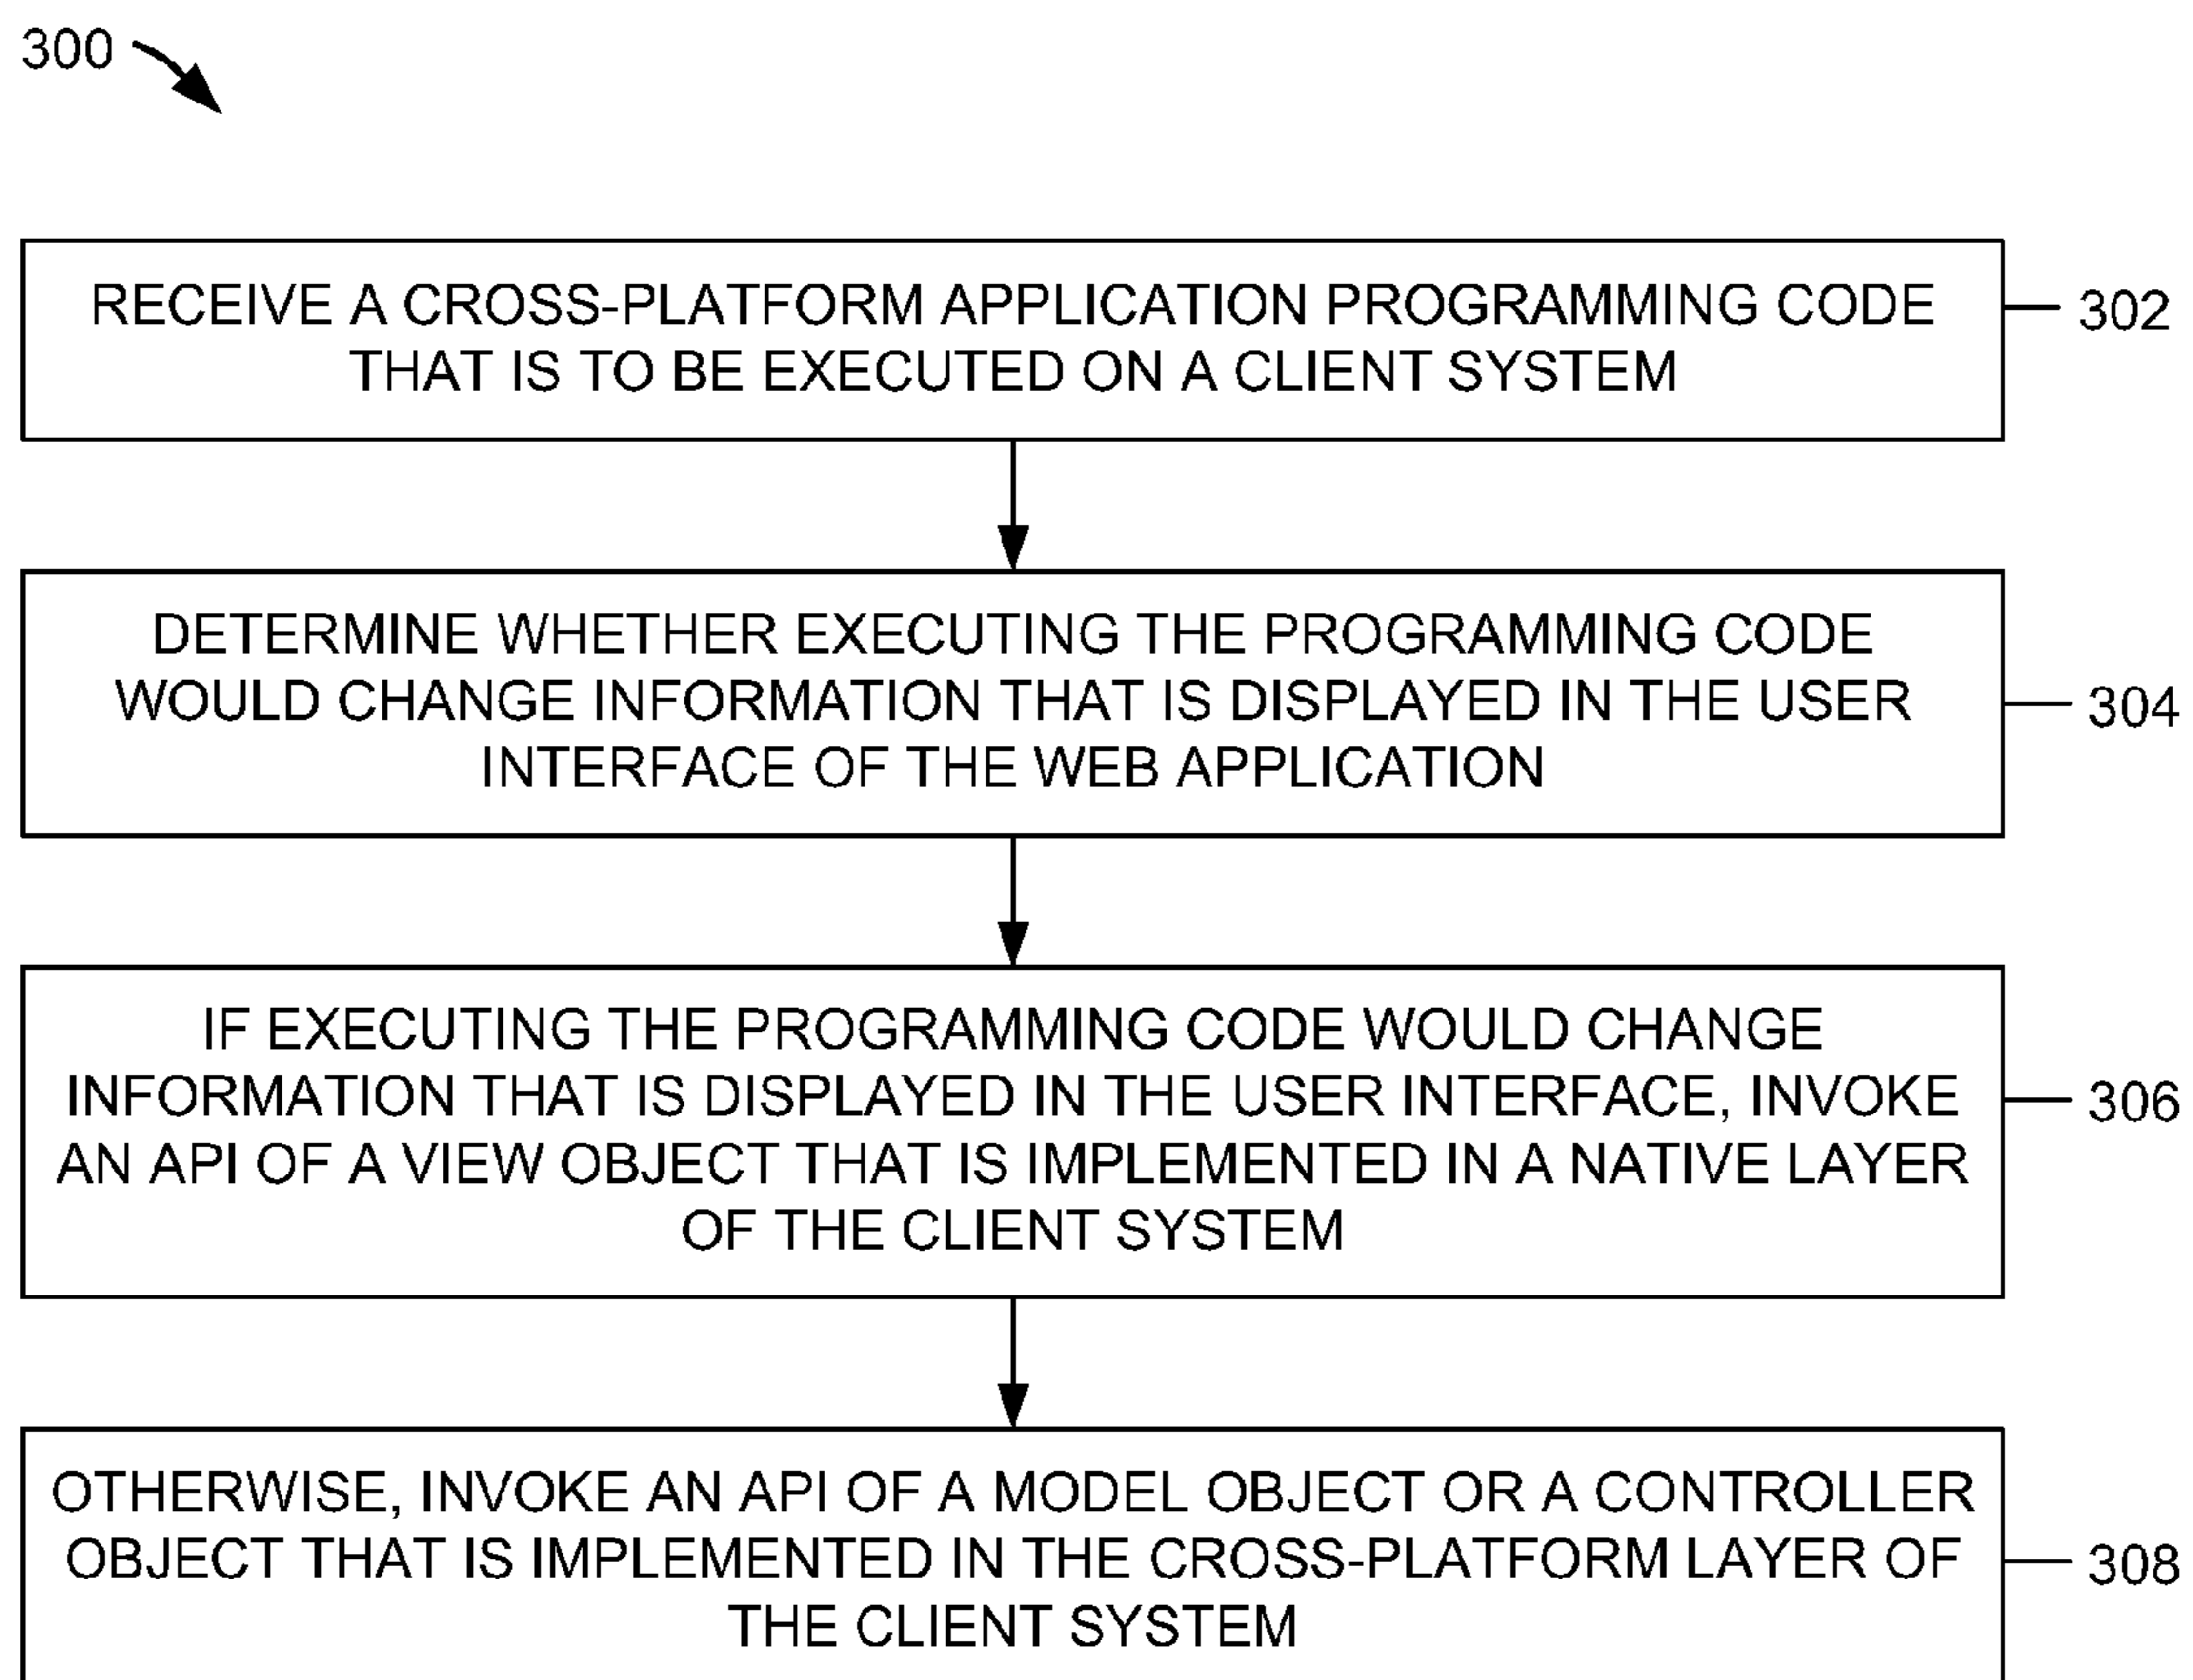 300
RECEIVE A CROSS-PLATFORM APPLICATION PROGRAMMING CODE
THAT IS TO BE EXECUTED ON A CLIENT SYSTEM
302
DETERMINE WHETHER EXECUTING THE PROGRAMMING CODE
WOULD CHANGE INFORMATION THAT IS DISPLAYED IN THE USER
INTERFACE OF THE WEB APPLICATION
304
IF EXECUTING THE PROGRAMMING CODE WOULD CHANGE
INFORMATION THAT IS DISPLAYED IN THE USER INTERFACE, INVOKE
AN API OF A VIEW OBJECT THAT IS IMPLEMENTED IN A NATIVE LAYER
OF THE CLIENT SYSTEM
306
OTHERWISE, INVOKE AN API OF A MODEL OBJECT OR A CONTROLLER
OBJECT THAT IS IMPLEMENTED IN THE CROSS-PLATFORM LAYER OF
THE CLIENT SYSTEM
308